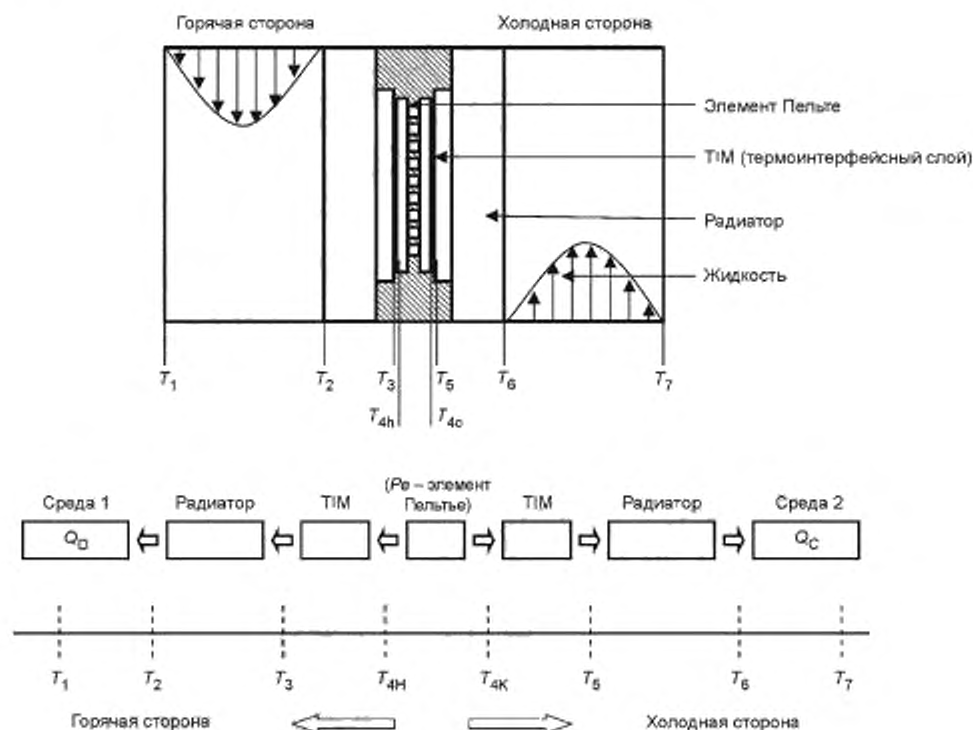 Горячая сторона Холодная сторона
Элемент Пельте
TIM (термоинтерфейсный слой)
Радиатор
Жидкость
T1 T2 T3 T5 T6 T7
T4h T4c
(Pe – элемент
Среда 1 Радиатор TIM Пельтье) TIM Радиатор Среда 2
QD QC
T1 T2 T3 T4H T4K T5 T6 T7
Горячая сторона Холодная сторона